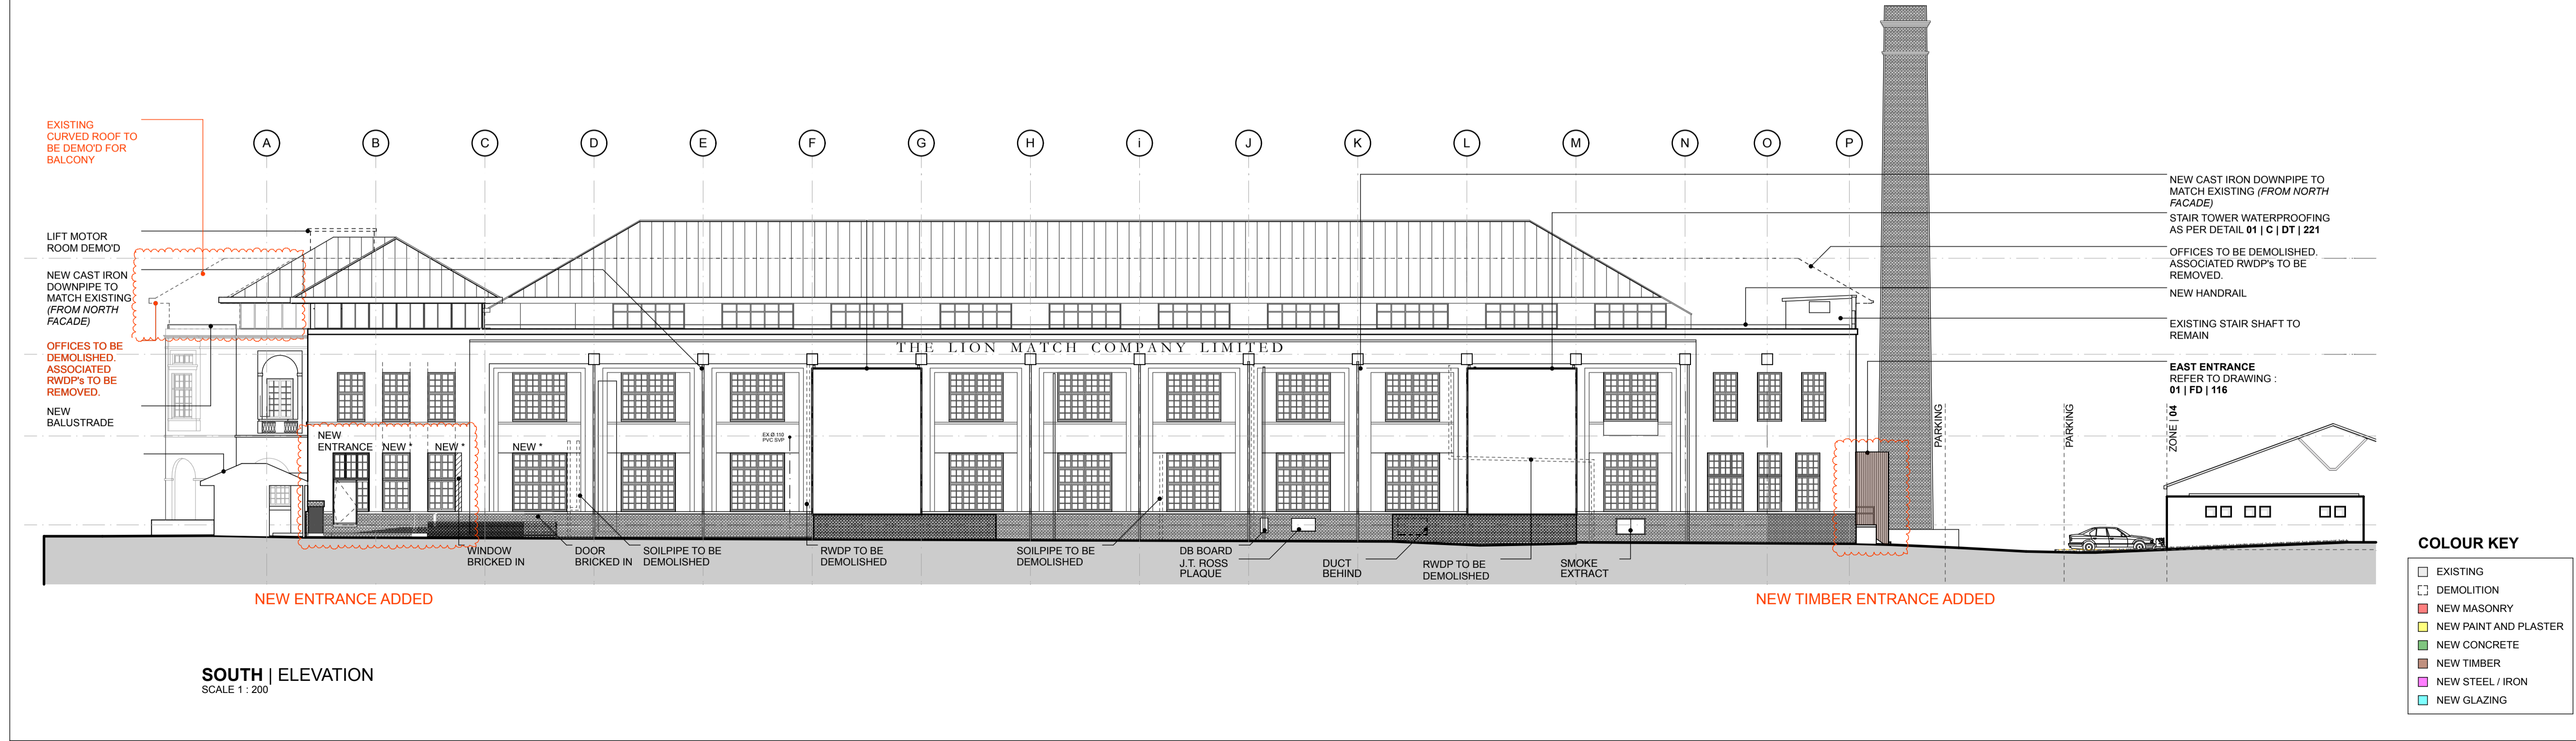 EXISTING
CURVED ROOF TO
BE DEMO'D FOR
BALCONY
LIFT MOTOR
ROOM DEMO'D
NEW CAST IRON
DOWNPIPE TO
MATCH EXISTING
(FROM NORTH
FACADE)
OFFICES TO BE
DEMOLISHED.
ASSOCIATED
RWDP's TO BE
REMOVED.
NEW
BALUSTRADE
A
B
C
D
E
F
G
H
i
J
K
L
M
N
O
P
THE LION MATCH COMPANY LIMITED
NEW
ENTRANCE
NEW *
NEW *
NEW *
EX Ø 110
PVC SVP
WINDOW
BRICKED IN
DOOR
BRICKED IN
SOILPIPE TO BE
DEMOLISHED
RWDP TO BE
DEMOLISHED
SOILPIPE TO BE
DEMOLISHED
DB BOARD
J.T. ROSS
PLAQUE
DUCT
BEHIND
RWDP TO BE
DEMOLISHED
SMOKE
EXTRACT
NEW CAST IRON DOWNPIPE TO
MATCH EXISTING (FROM NORTH
FACADE)
STAIR TOWER WATERPROOFING
AS PER DETAIL 01 | C | DT | 221
OFFICES TO BE DEMOLISHED.
ASSOCIATED RWDP's TO BE
REMOVED.
NEW HANDRAIL
EXISTING STAIR SHAFT TO
REMAIN
EAST ENTRANCE
REFER TO DRAWING :
01 | FD | 116
PARKING
PARKING
ZONE | 04
NEW ENTRANCE ADDED
NEW TIMBER ENTRANCE ADDED
SOUTH | ELEVATION
SCALE 1 : 200
COLOUR KEY
EXISTING
DEMOLITION
NEW MASONRY
NEW PAINT AND PLASTER
NEW CONCRETE
NEW TIMBER
NEW STEEL / IRON
NEW GLAZING